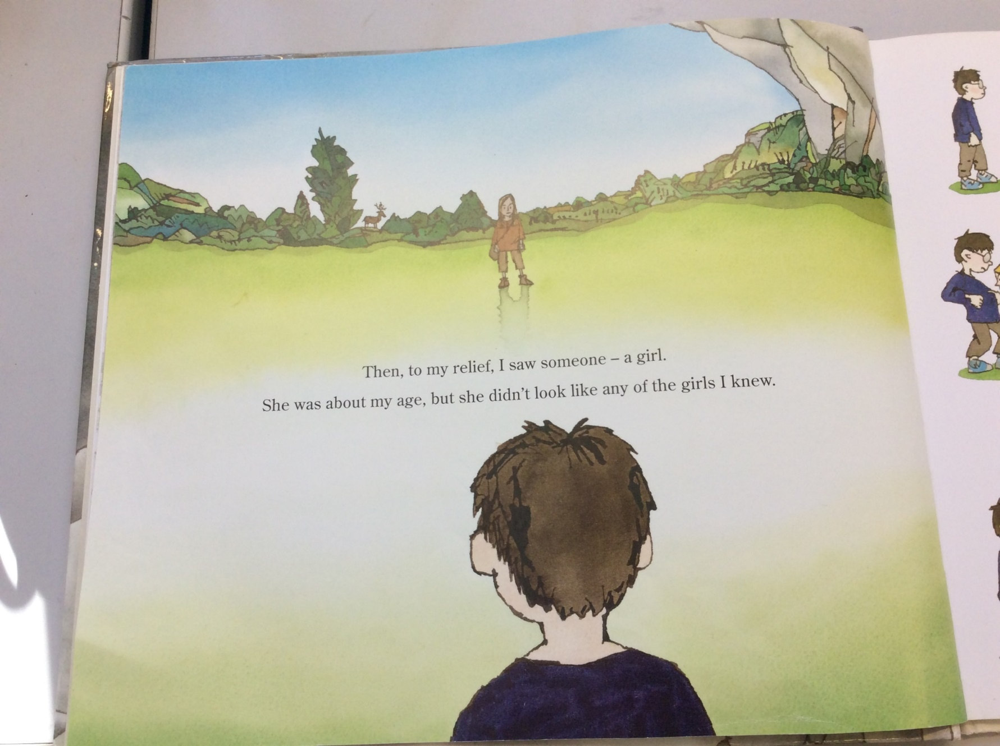 Then, to my relief, I saw someone – a girl.
She was about my age, but she didn't look like any of the girls I knew.